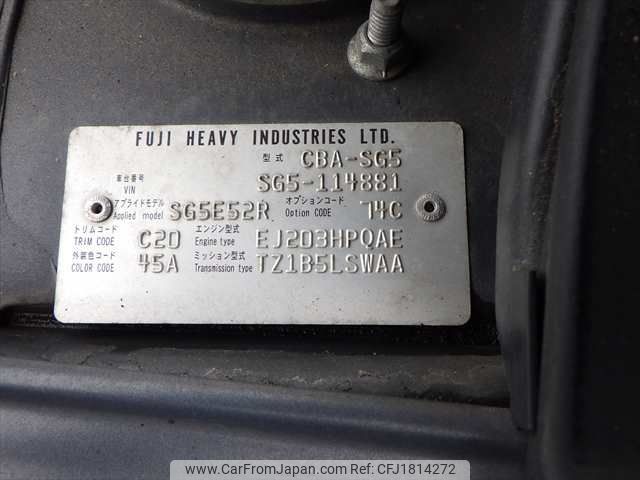 FUJI HEAVY INDUSTRIES LTD.
型式 CBA-SG5
車台番号 VIN SG5-114881
アプライドモデル Applied model SG5E52R オプションコード Option CODE 74C
トリムコード TRIM CODE C20 エンジン型式 Engine type EJ203HPQAE
外装色コード COLOR CODE 45A ミッション型式 Transmission type TZ1B5LSWAA
www.CarFromJapan.com | Car ID: CFJ1814272